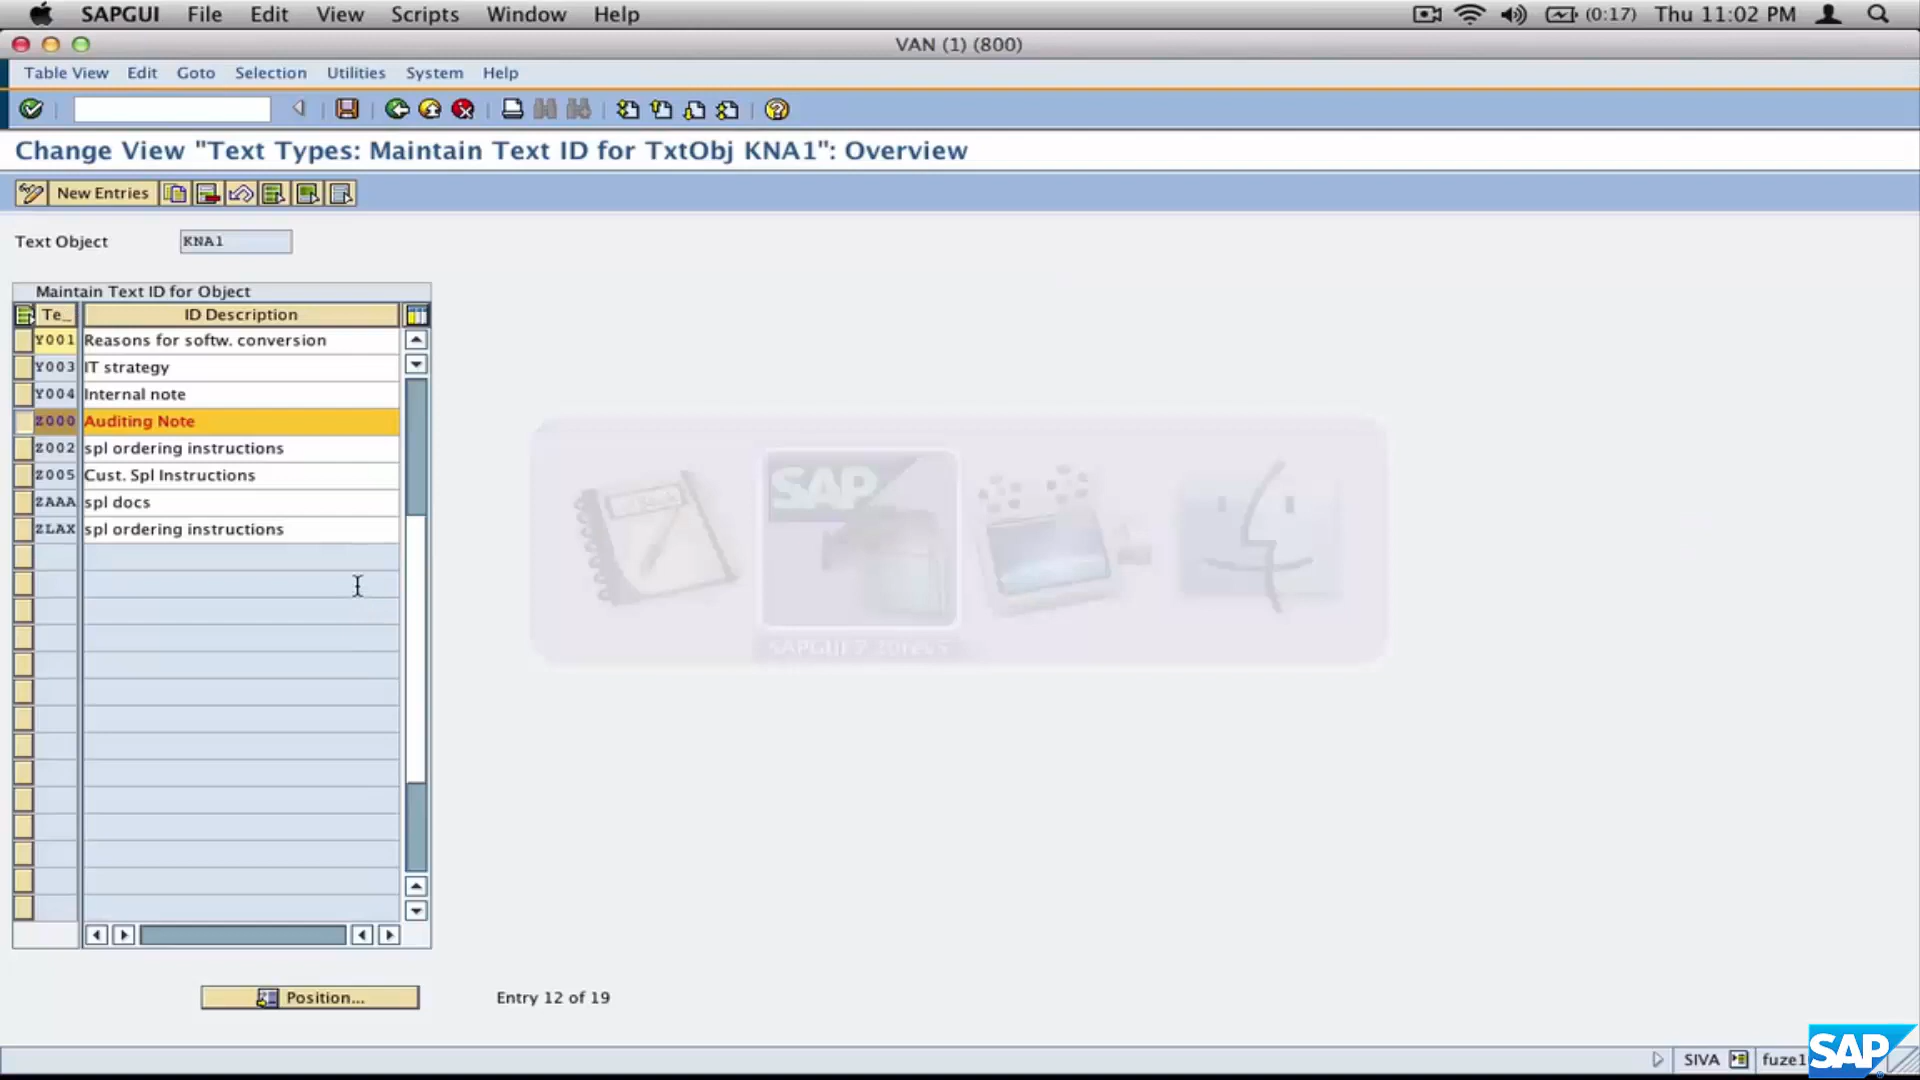 SAPGUI File Edit View Scripts Window Help (0:17) Thu 11:02 PM
VAN (1) (800)
Table View Edit Goto Selection Utilities System Help
Change View "Text Types: Maintain Text ID for TxtObj KNA1": Overview
New Entries
Text Object KNA1
Maintain Text ID for Object
Te_ ID Description
Y001 Reasons for softw. conversion
Y003 IT strategy
Y004 Internal note
Z000 Auditing Note
Z002 spl ordering instructions
Z005 Cust. Spl Instructions
ZAAA spl docs
ZLAX spl ordering instructions
SAP
Position... Entry 12 of 19
SIVA fuze1
SAP